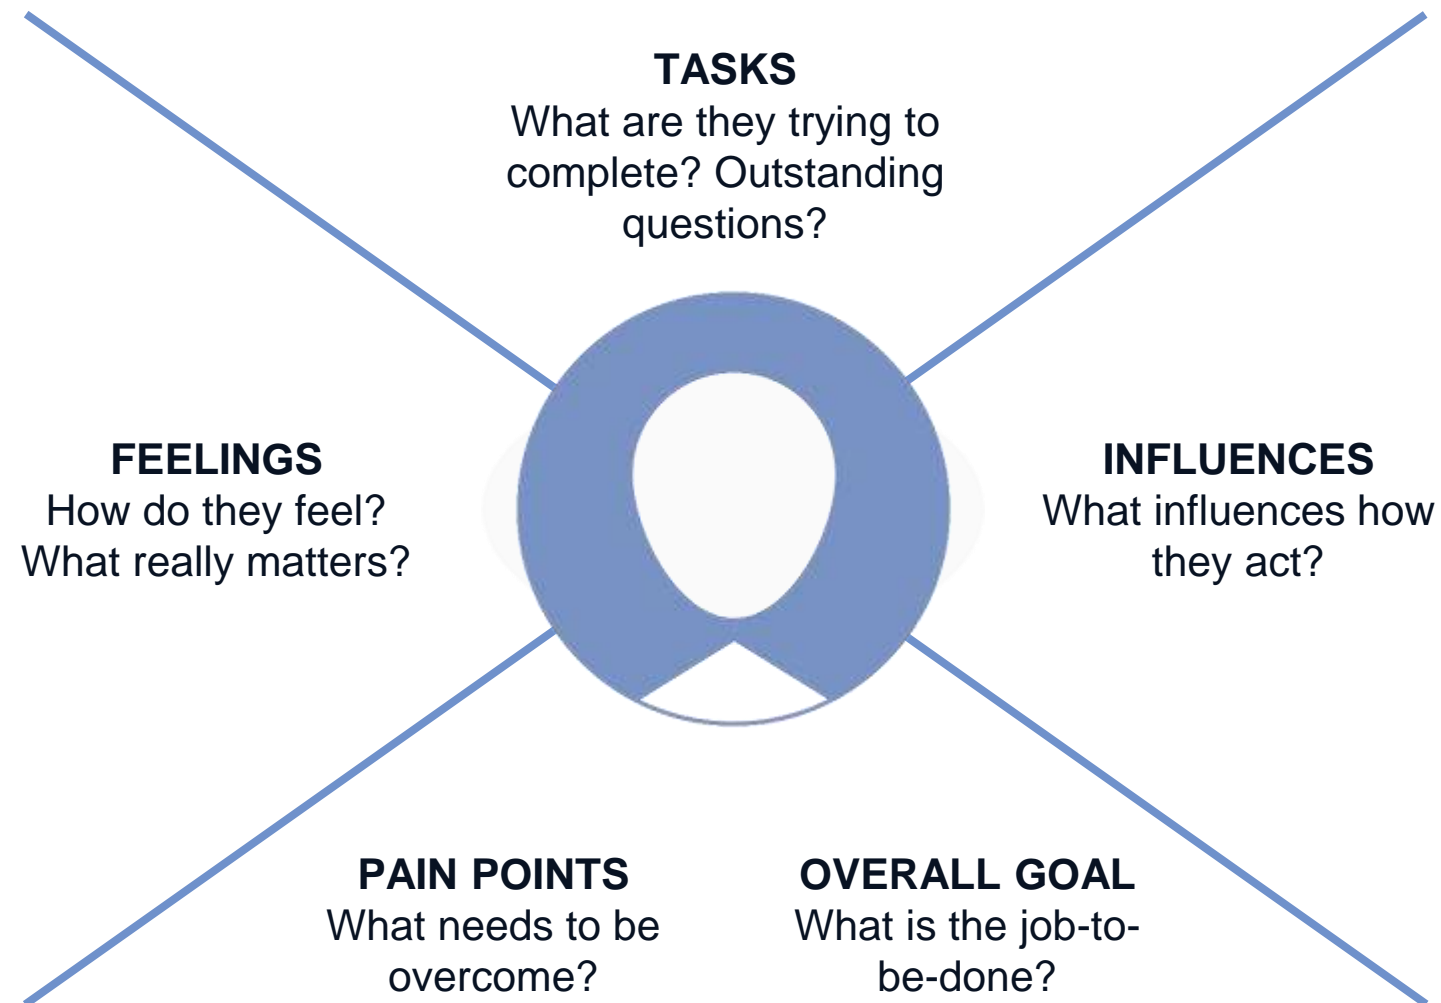 TASKS
What are they trying to
complete? Outstanding
questions?
FEELINGS
How do they feel?
What really matters?
INFLUENCES
What influences how
they act?
PAIN POINTS
What needs to be
overcome?
OVERALL GOAL
What is the job-to-
be-done?